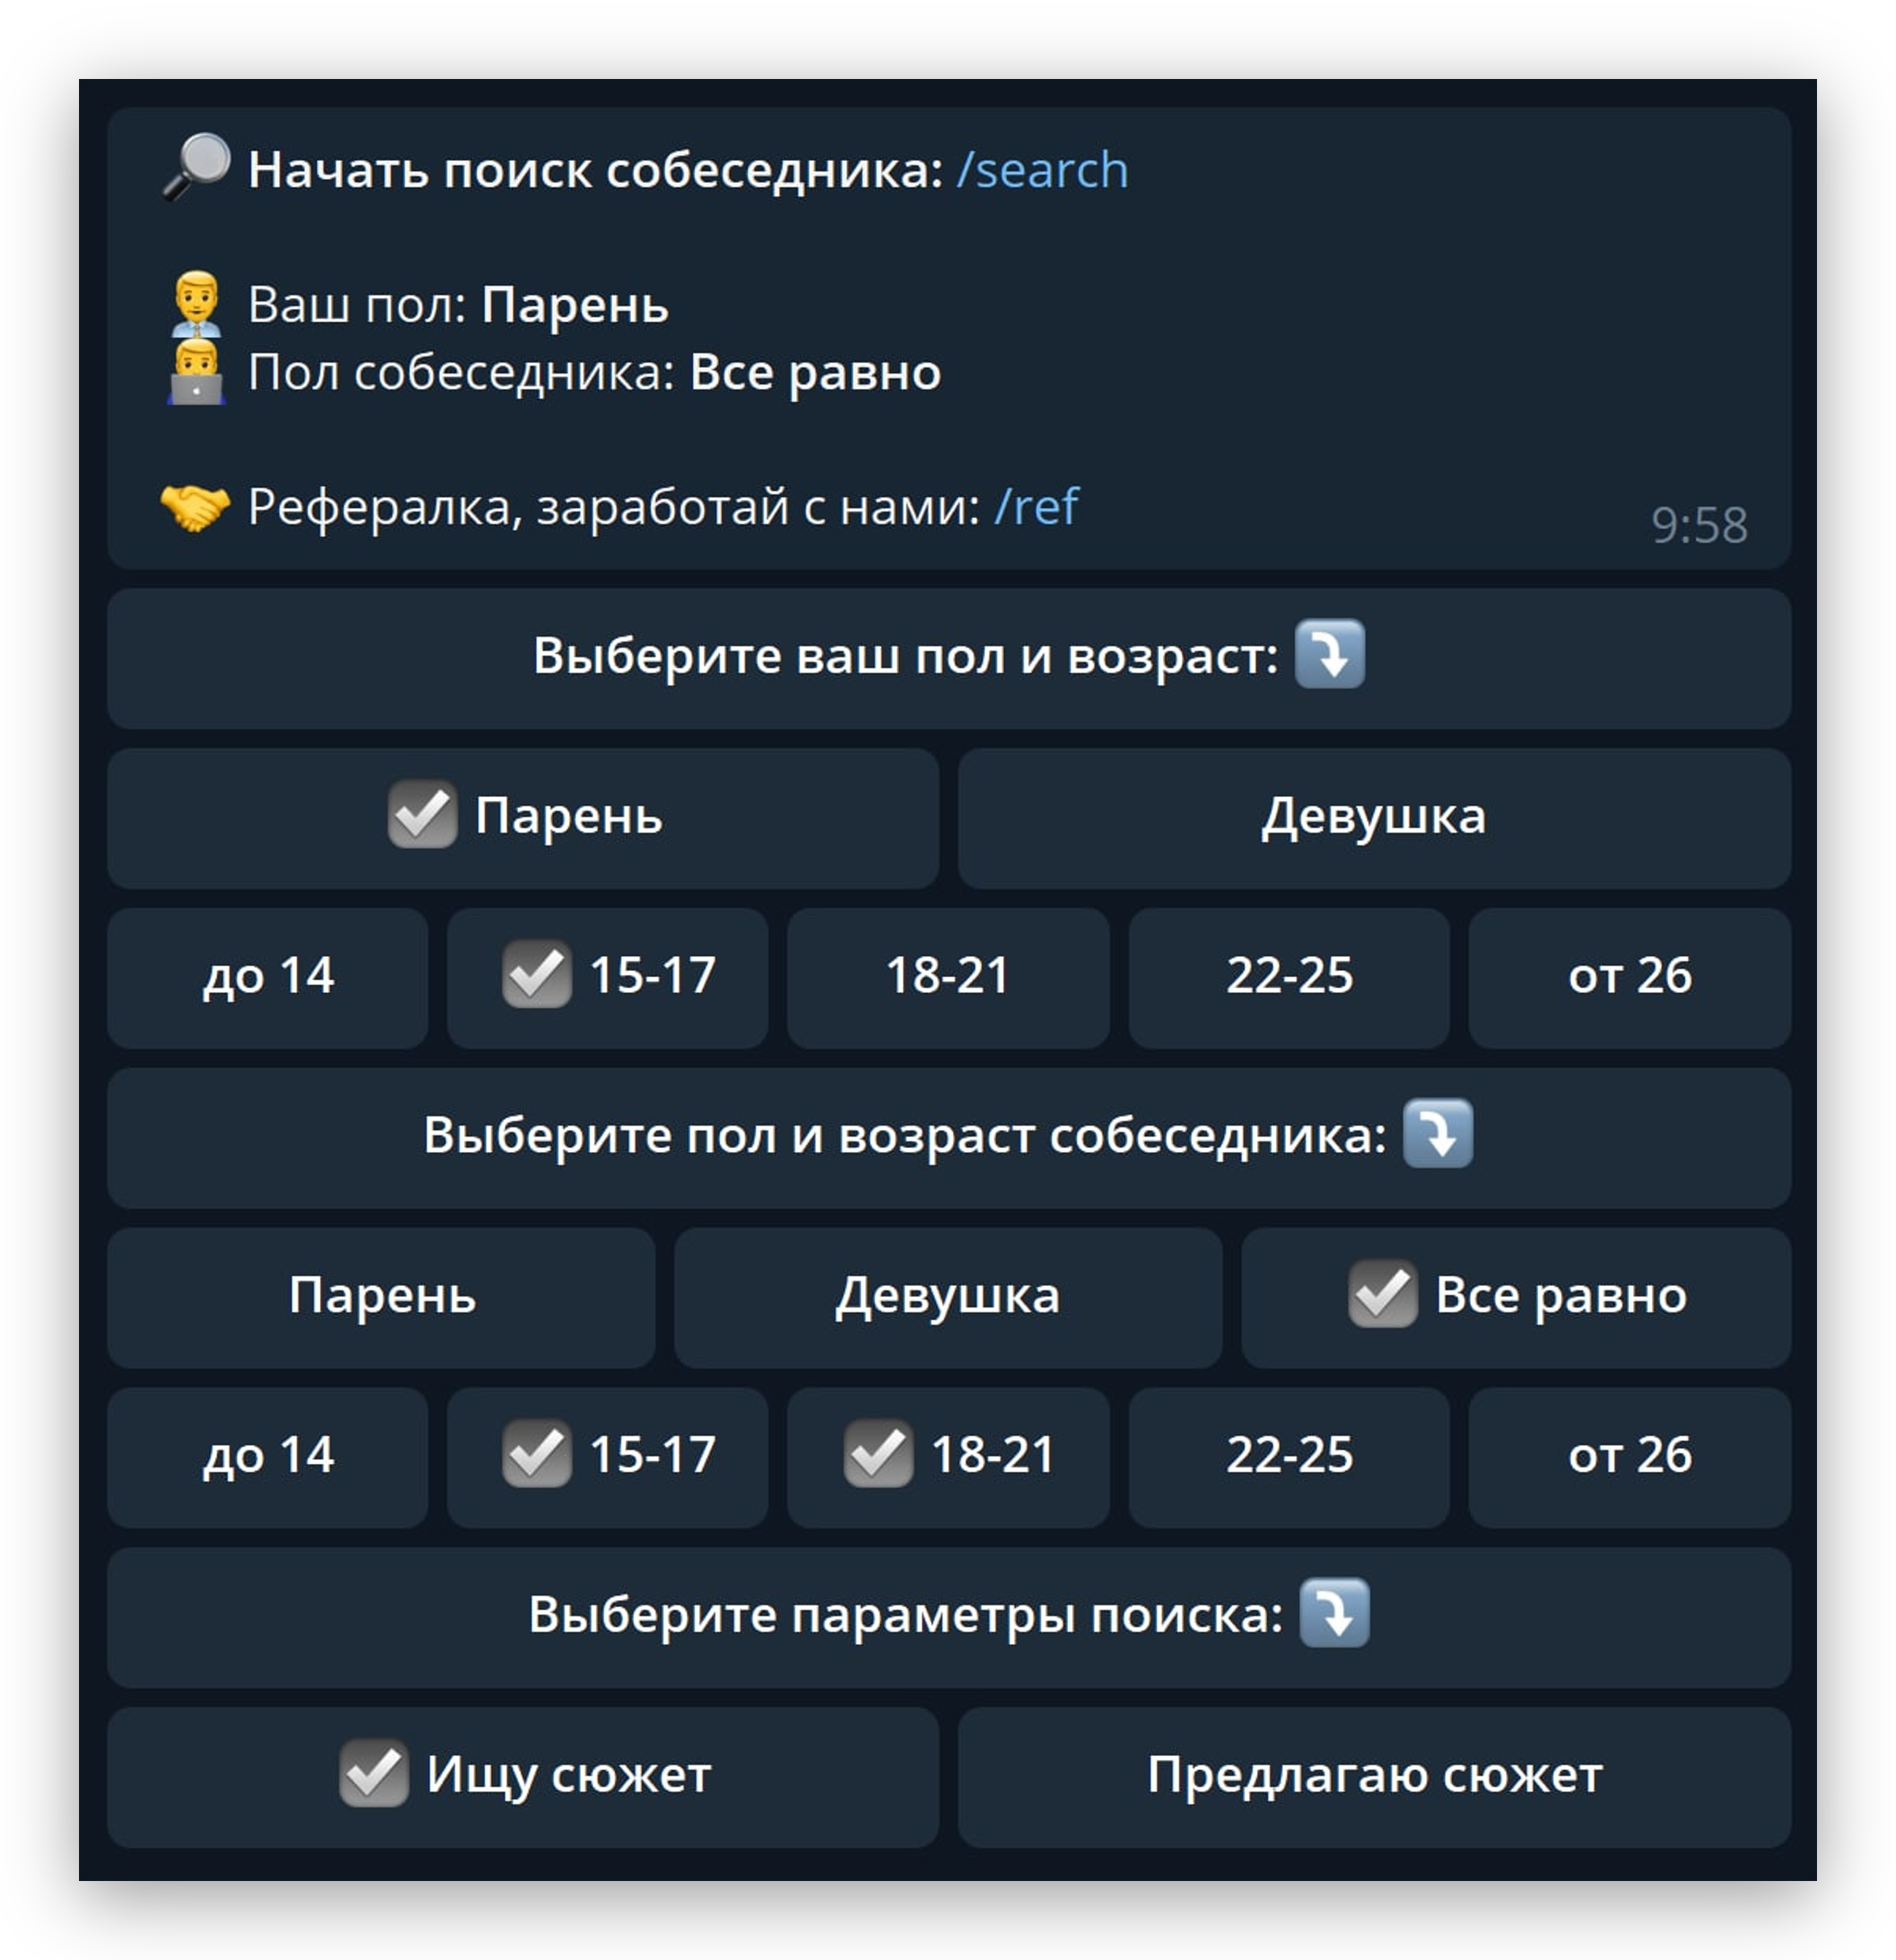 Начать поиск собеседника: /search
Ваш пол: Парень
Пол собеседника: Все равно
Рефералка, заработай с нами: /ref
9:58
Выберите ваш пол и возраст:
Парень Девушка
до 14 15-17 18-21 22-25 от 26
Выберите пол и возраст собеседника:
Парень Девушка Все равно
до 14 15-17 18-21 22-25 от 26
Выберите параметры поиска:
Ищу сюжет Предлагаю сюжет